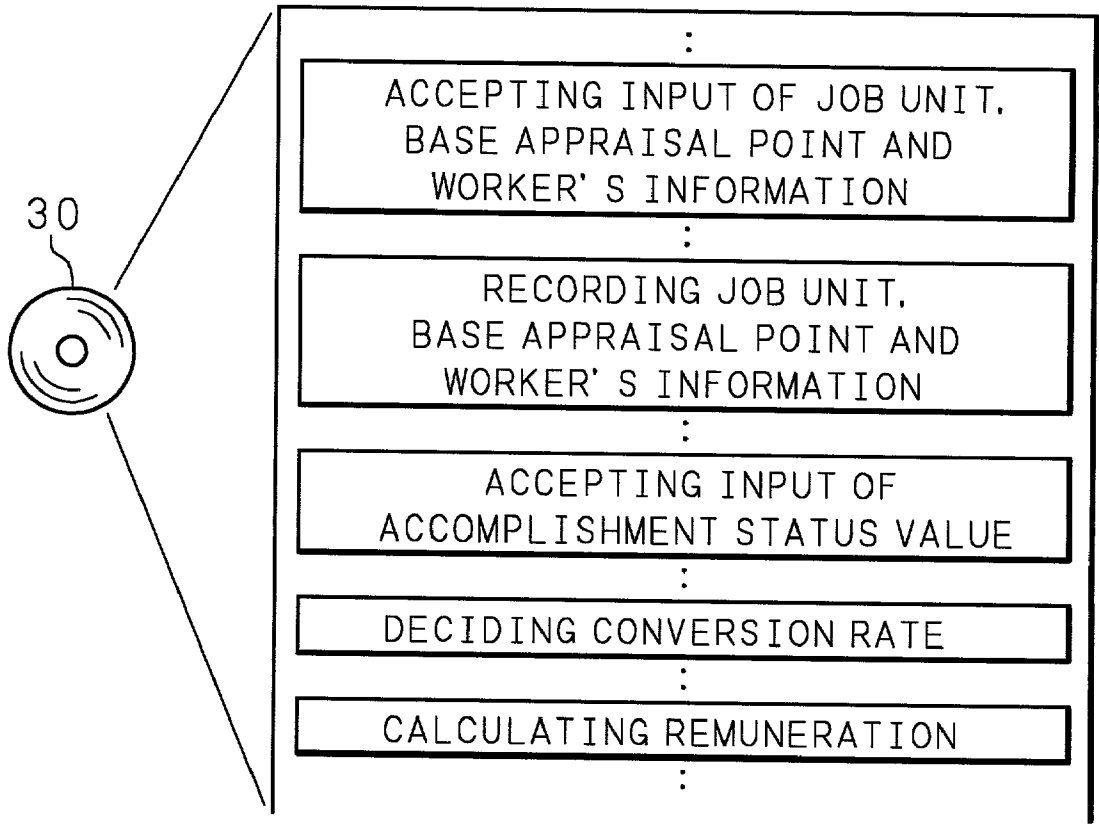 30
ACCEPTING INPUT OF JOB UNIT.
BASE APPRAISAL POINT AND
WORKER'S INFORMATION
RECORDING JOB UNIT.
BASE APPRAISAL POINT AND
WORKER'S INFORMATION
ACCEPTING INPUT OF
ACCOMPLISHMENT STATUS VALUE
DECIDING CONVERSION RATE
CALCULATING REMUNERATION